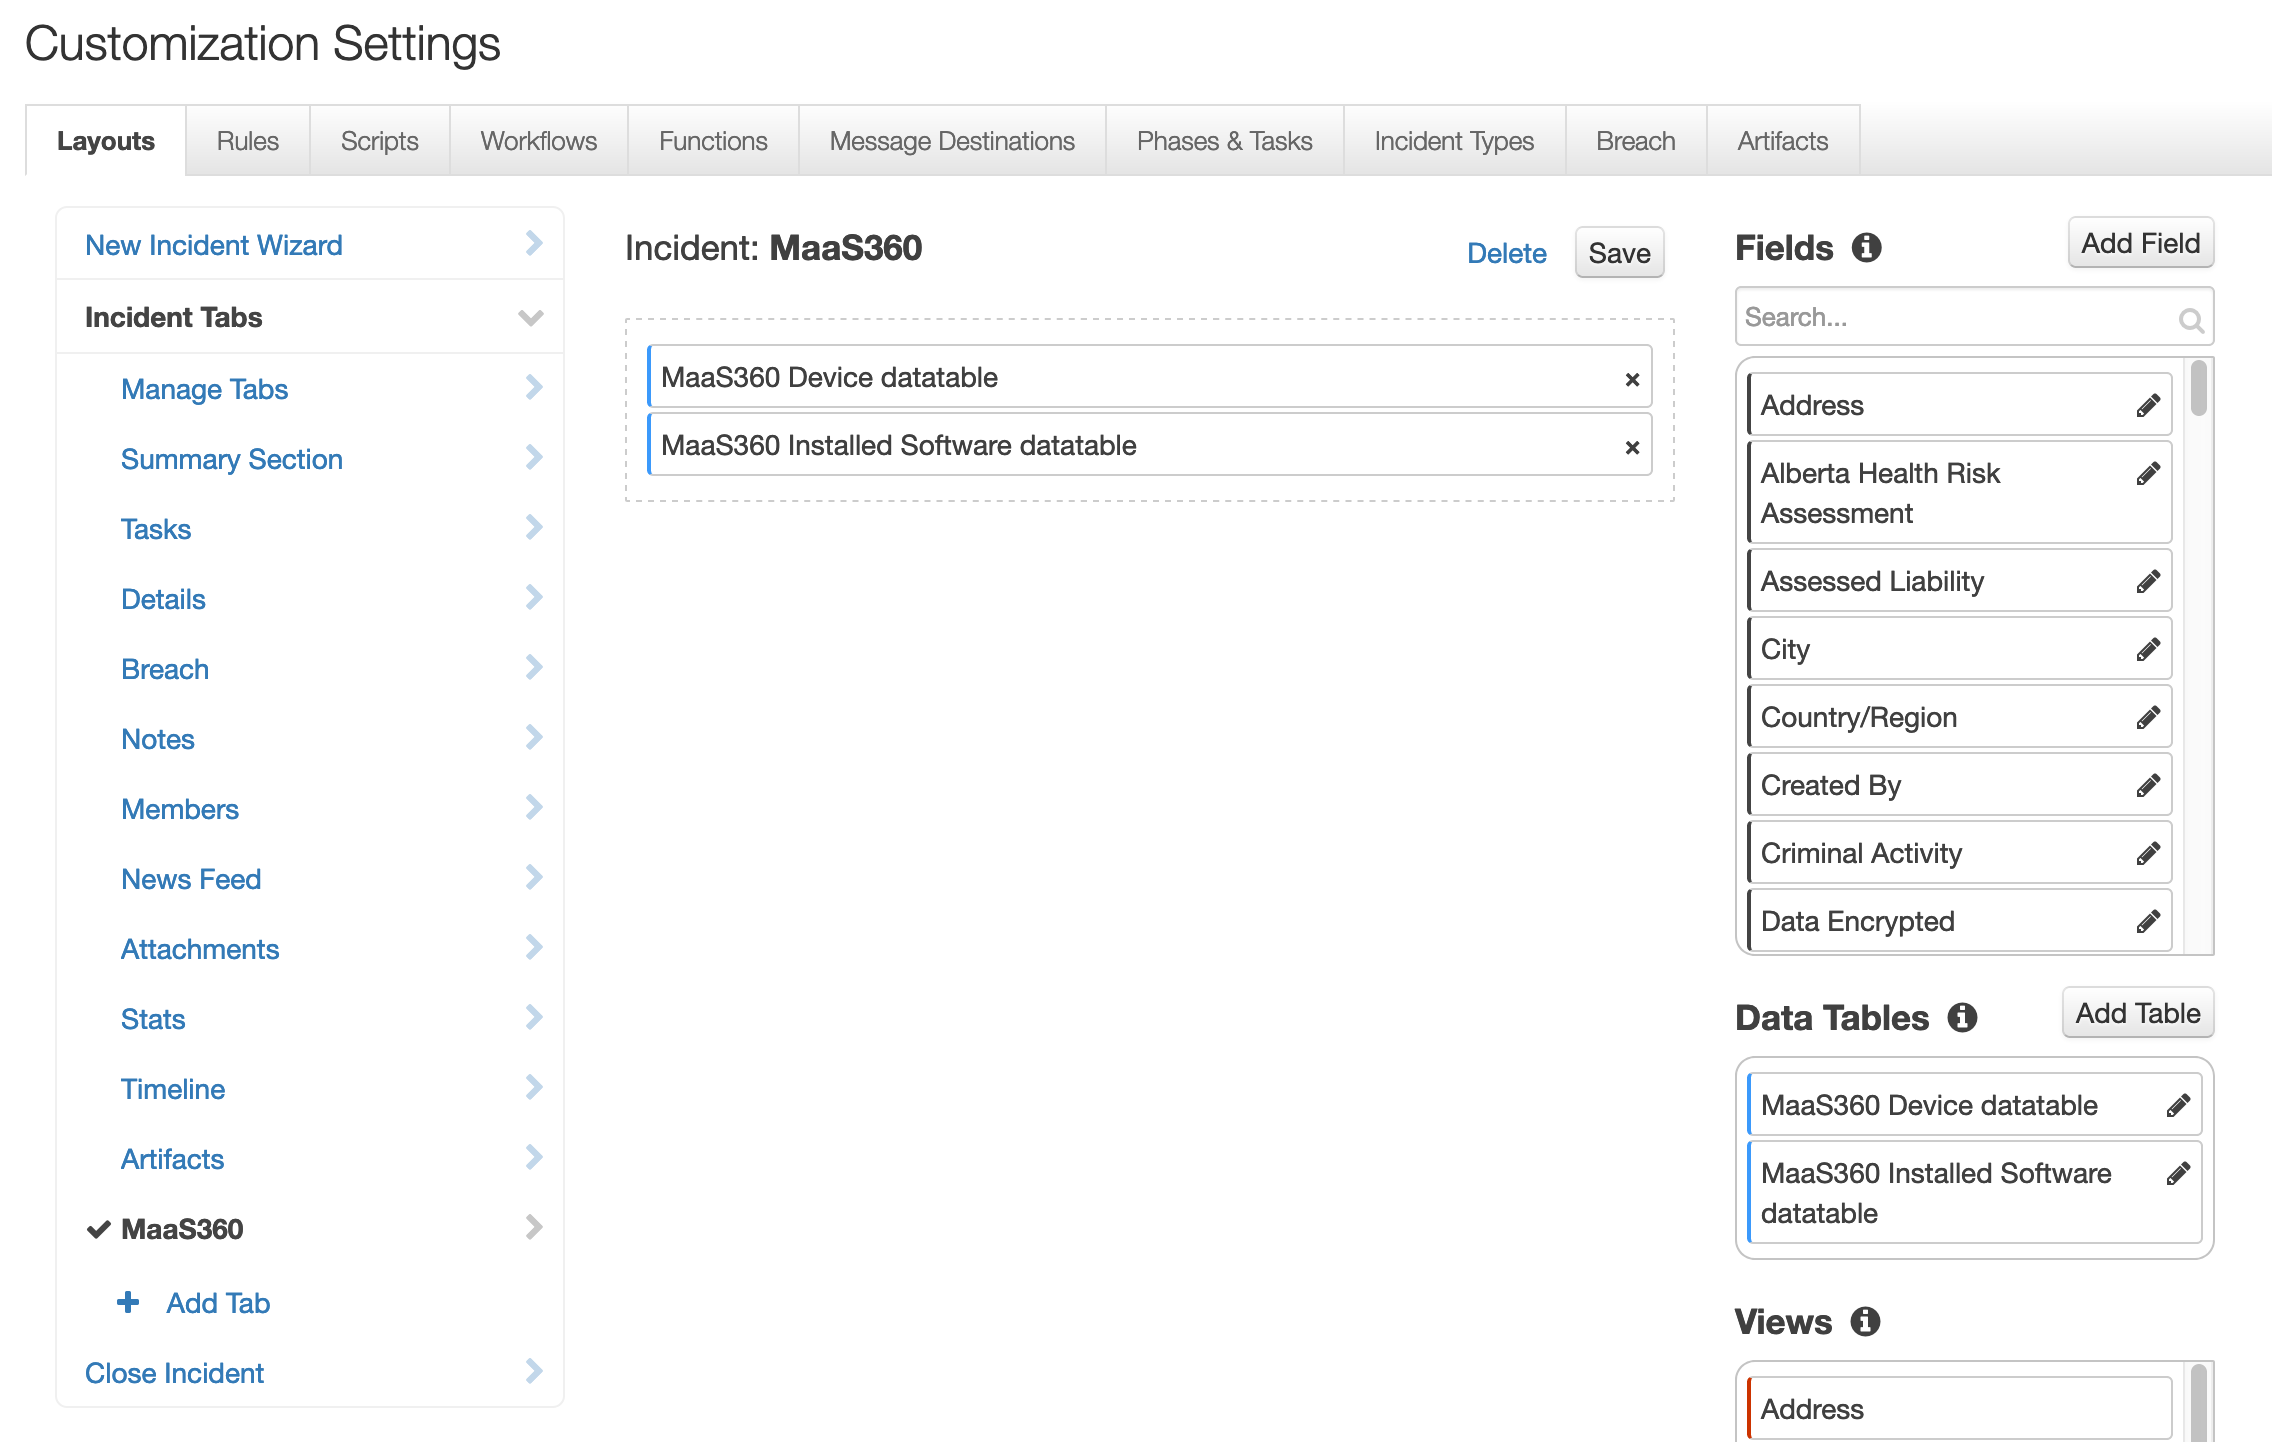 Customization Settings
Layouts
Rules
Scripts
Workflows
Functions
Message Destinations
Phases & Tasks
Incident Types
Breach
Artifacts
New Incident Wizard
Incident Tabs
Manage Tabs
Summary Section
Tasks
Details
Breach
Notes
Members
News Feed
Attachments
Stats
Timeline
Artifacts
MaaS360
Add Tab
Close Incident
Incident: MaaS360
Delete
Save
MaaS360 Device datatable
MaaS360 Installed Software datatable
Fields
Add Field
Search...
Address
Alberta Health Risk
Assessment
Assessed Liability
City
Country/Region
Created By
Criminal Activity
Data Encrypted
Data Tables
Add Table
MaaS360 Device datatable
MaaS360 Installed Software
datatable
Views
Address